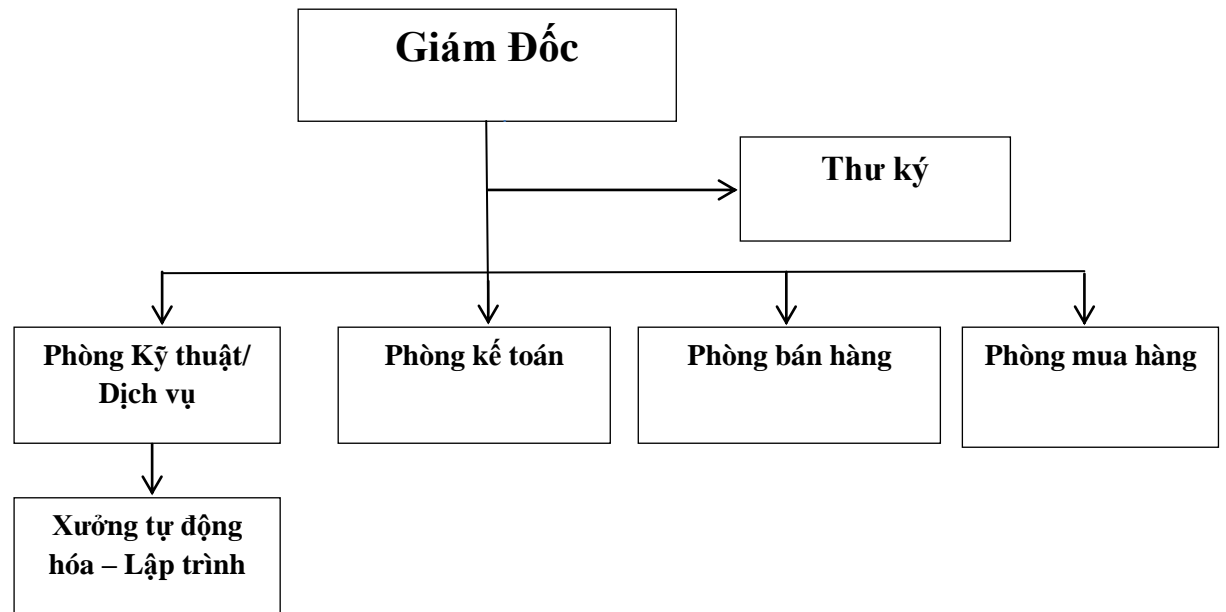 Giám Đốc
Thư ký
Phòng Kỹ thuật/
Dịch vụ
Phòng kế toán
Phòng bán hàng
Phòng mua hàng
Xưởng tự động
hóa – Lập trình